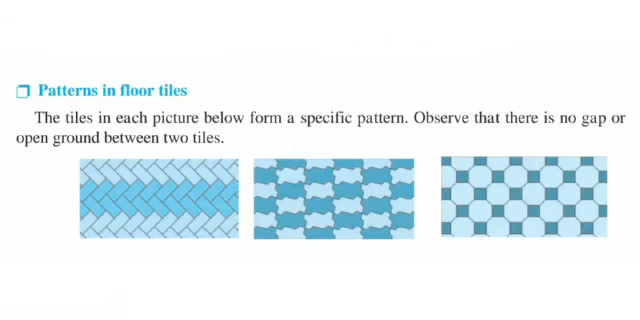 Patterns in floor tiles
The tiles in each picture below form a specific pattern. Observe that there is no gap or
open ground between two tiles.